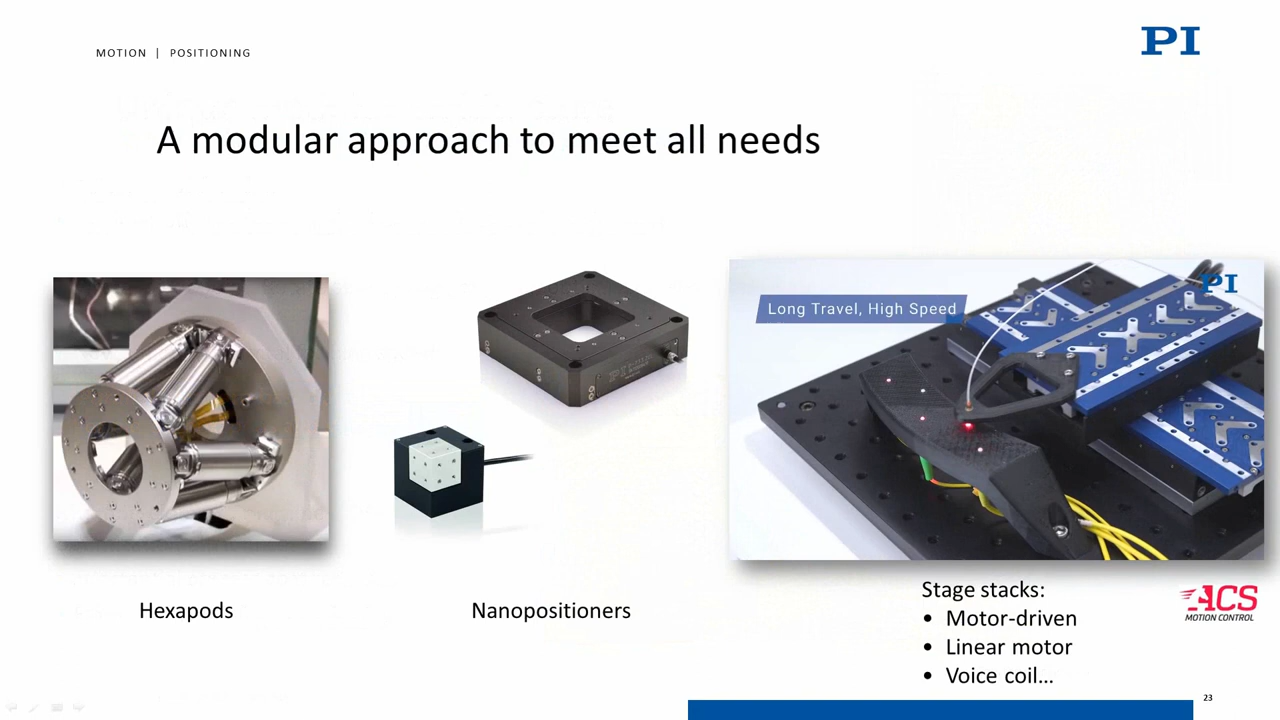 MOTION | POSITIONING
PI
A modular approach to meet all needs
PI
Long Travel, High Speed
Hexapods
Nanopositioners
Stage stacks:
• Motor-driven
• Linear motor
• Voice coil…
ACS
MOTION CONTROL
23